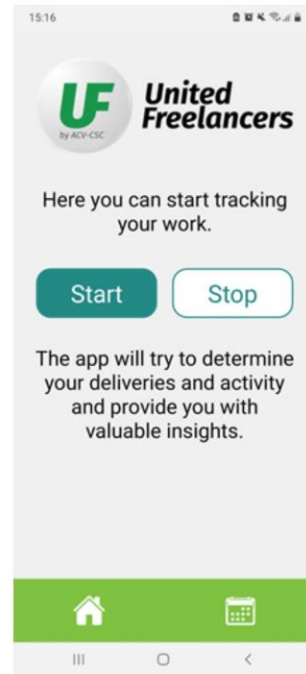 15:16
UF
by ACV-CSC
United
Freelancers
Here you can start tracking
your work.
Start
Stop
The app will try to determine
your deliveries and activity
and provide you with
valuable insights.